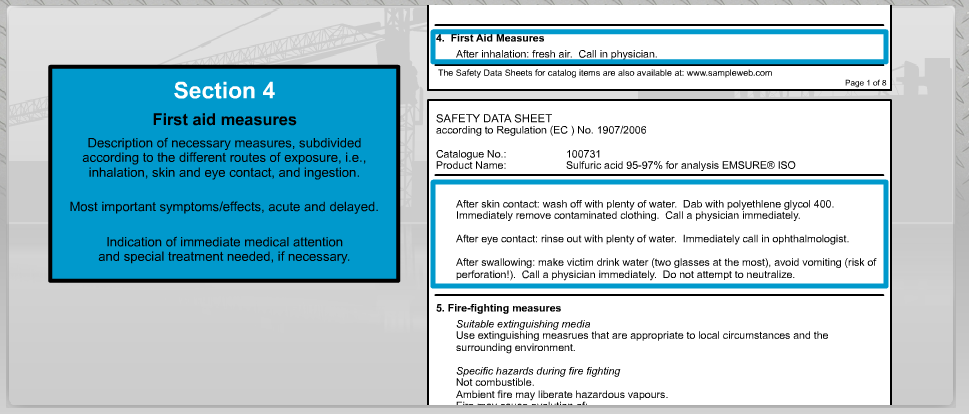 Section 4
First aid measures
Description of necessary measures, subdivided
according to the different routes of exposure, i.e.,
inhalation, skin and eye contact, and ingestion.
Most important symptoms/effects, acute and delayed.
Indication of immediate medical attention
and special treatment needed, if necessary.
4. First Aid Measures
After inhalation: fresh air. Call in physician.
The Safety Data Sheets for catalog items are also available at: www.sampleweb.com
Page 1 of 8
SAFETY DATA SHEET
according to Regulation (EC ) No. 1907/2006
Catalogue No.: 100731
Product Name: Sulfuric acid 95-97% for analysis EMSURE® ISO
After skin contact: wash off with plenty of water. Dab with polyethlene glycol 400.
Immediately remove contaminated clothing. Call a physician immediately.
After eye contact: rinse out with plenty of water. Immediately call in ophthalmologist.
After swallowing: make victim drink water (two glasses at the most), avoid vomiting (risk of
perforation!). Call a physician immediately. Do not attempt to neutralize.
5. Fire-fighting measures
Suitable extinguishing media
Use extinguishing measrues that are appropriate to local circumstances and the
surrounding environment.
Specific hazards during fire fighting
Not combustible.
Ambient fire may liberate hazardous vapours.
Fire may cause evolution of: